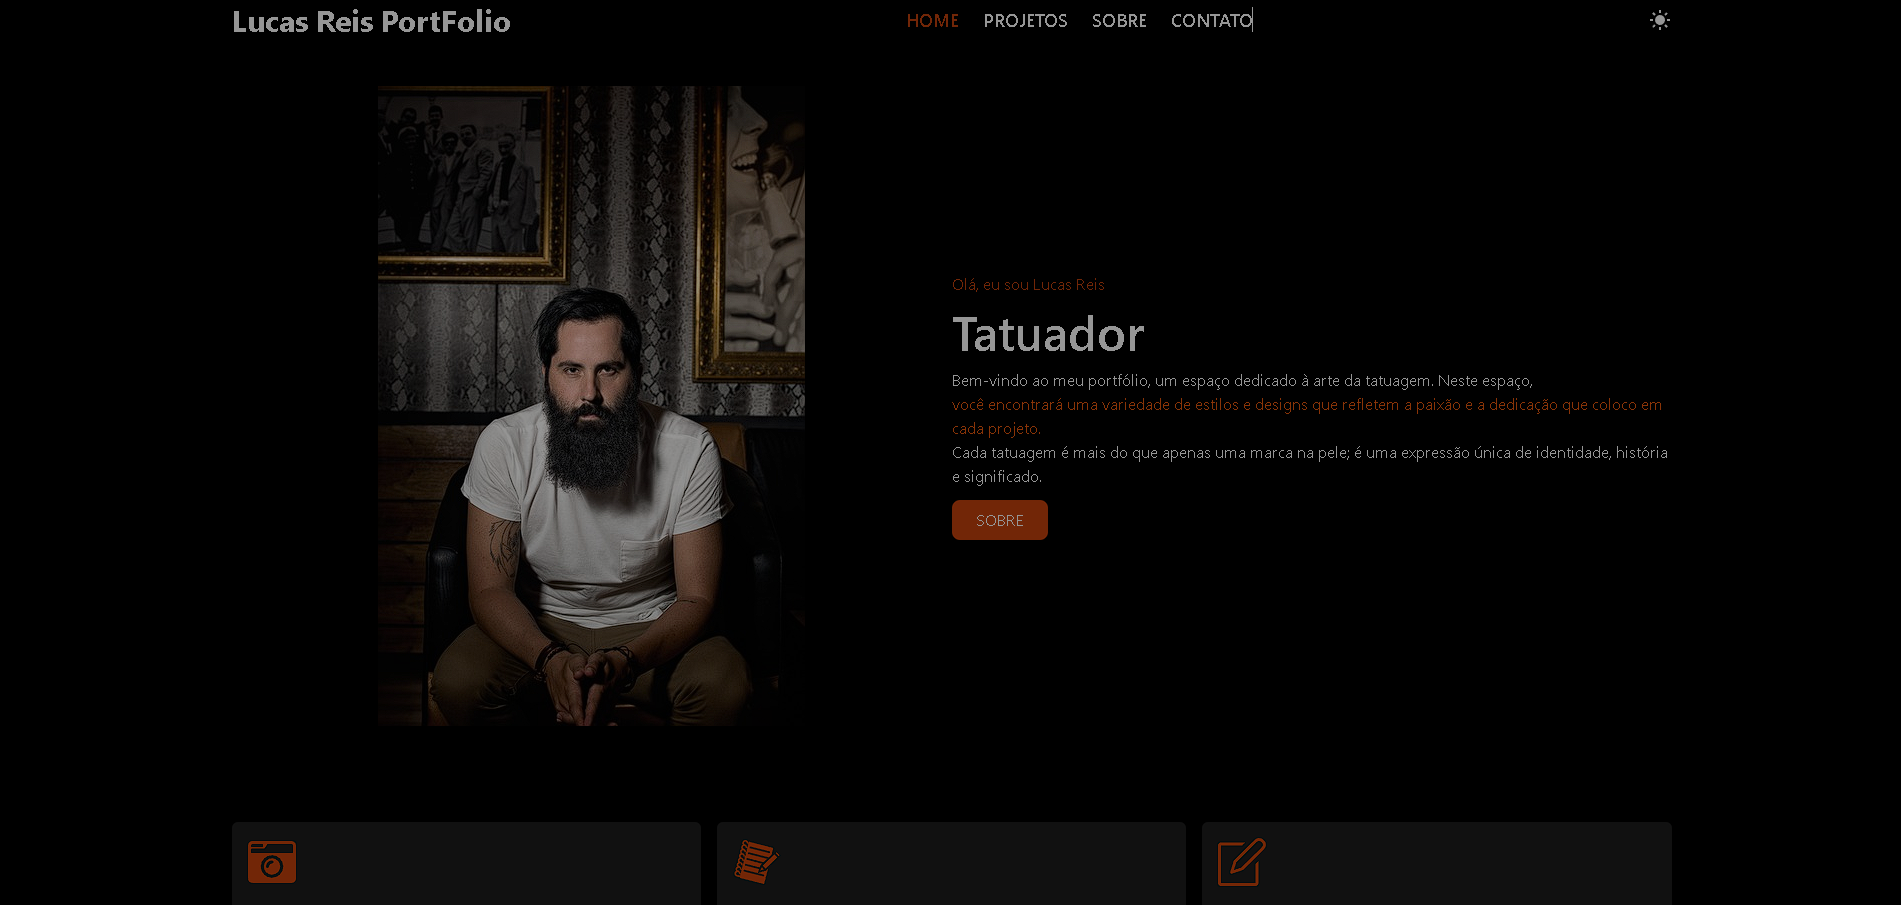 Lucas Reis PortFolio
HOME PROJETOS SOBRE CONTATO
Olá, eu sou Lucas Reis
Tatuador
Bem-vindo ao meu portfólio, um espaço dedicado à arte da tatuagem. Neste espaço,
você encontrará uma variedade de estilos e designs que refletem a paixão e a dedicação que coloco em
cada projeto.
Cada tatuagem é mais do que apenas uma marca na pele; é uma expressão única de identidade, história
e significado.
SOBRE